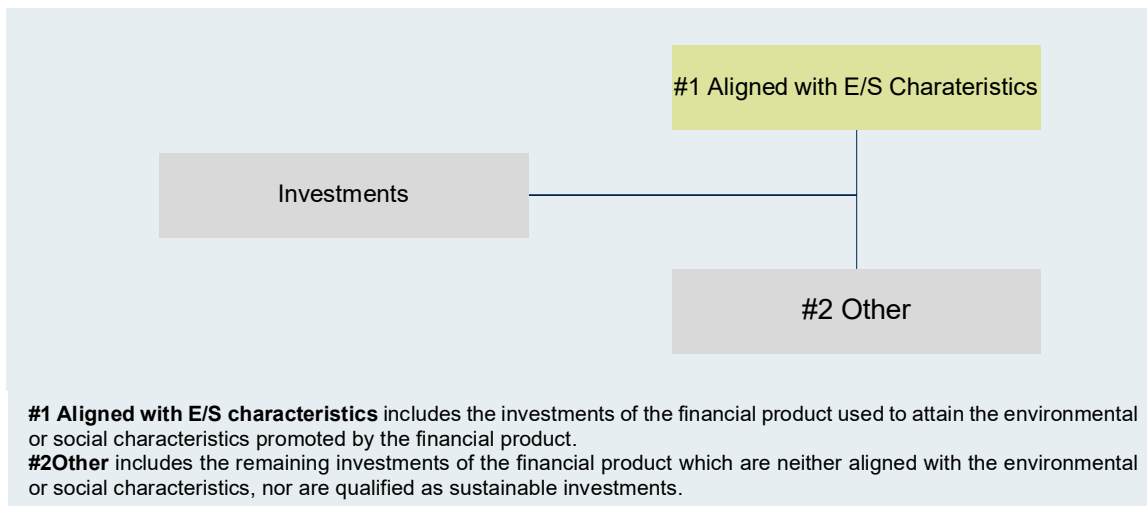 #1 Aligned with E/S Charateristics
Investments
#2 Other
#1 Aligned with E/S characteristics includes the investments of the financial product used to attain the environmental
or social characteristics promoted by the financial product.
#2Other includes the remaining investments of the financial product which are neither aligned with the environmental
or social characteristics, nor are qualified as sustainable investments.